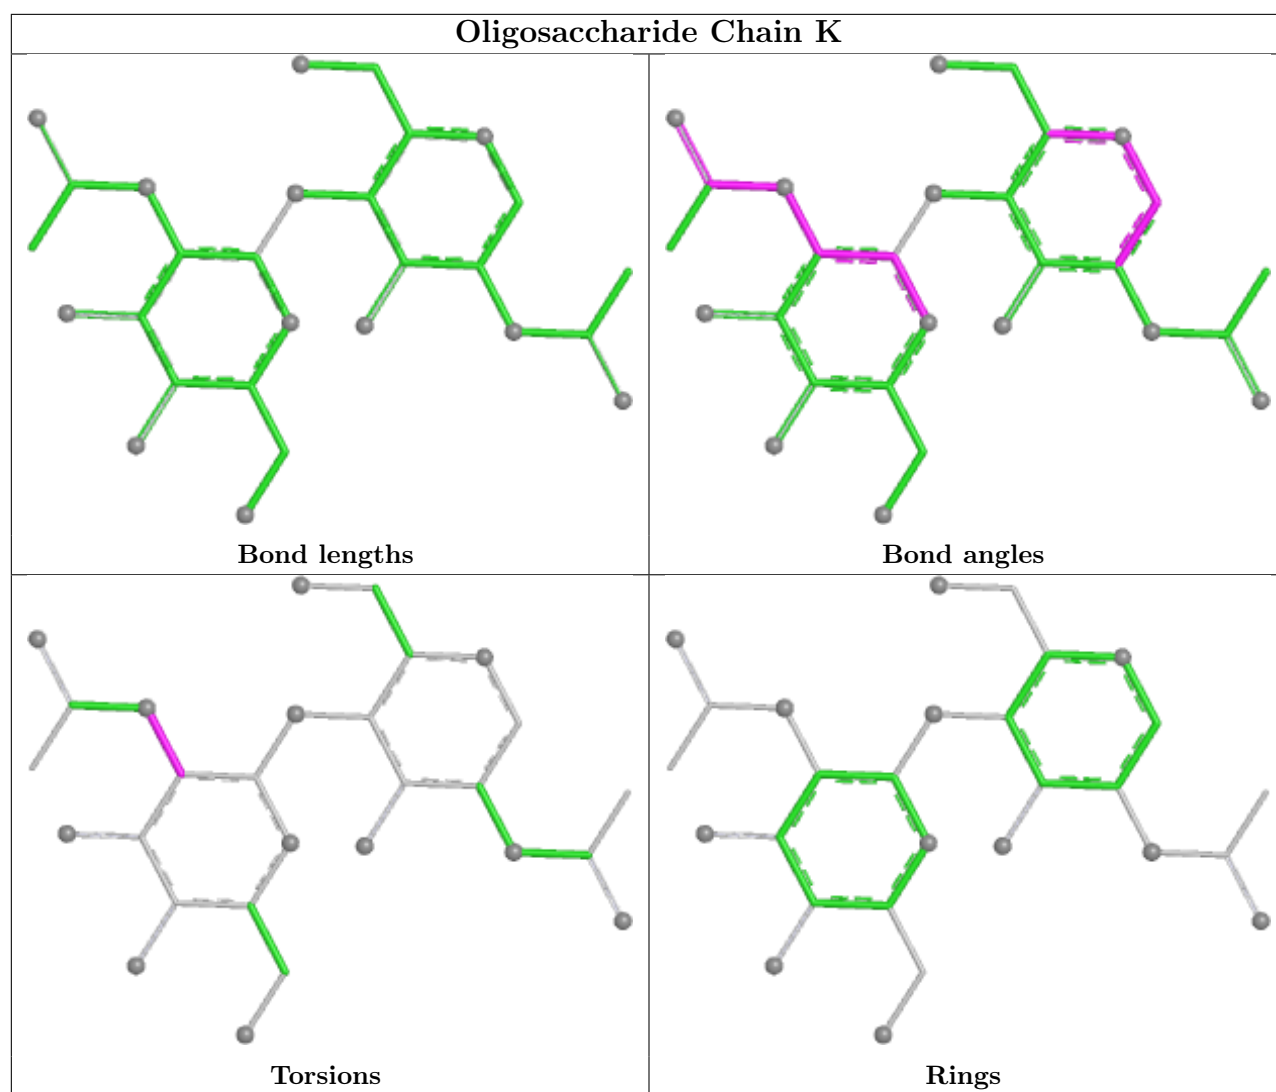 Oligosaccharide Chain K
Bond lengths
Bond angles
Torsions
Rings